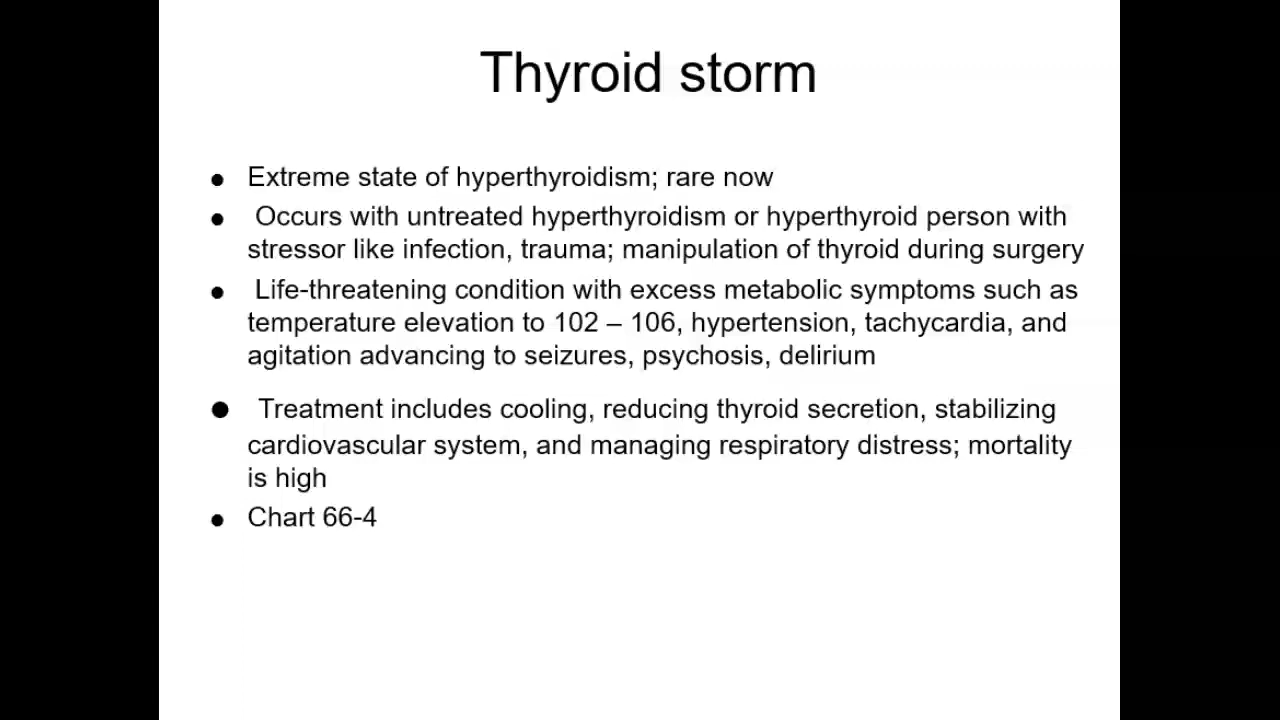 Thyroid storm
● Extreme state of hyperthyroidism; rare now
● Occurs with untreated hyperthyroidism or hyperthyroid person with
stressor like infection, trauma; manipulation of thyroid during surgery
● Life-threatening condition with excess metabolic symptoms such as
temperature elevation to 102 – 106, hypertension, tachycardia, and
agitation advancing to seizures, psychosis, delirium
● Treatment includes cooling, reducing thyroid secretion, stabilizing
cardiovascular system, and managing respiratory distress; mortality
is high
● Chart 66-4